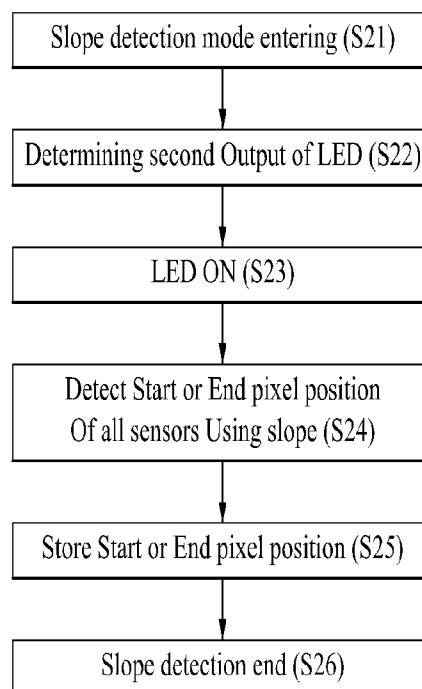 Slope detection mode entering (S21)
Determining second Output of LED (S22)
LED ON (S23)
Detect Start or End pixel position
Of all sensors Using slope (S24)
Store Start or End pixel position (S25)
Slope detection end (S26)